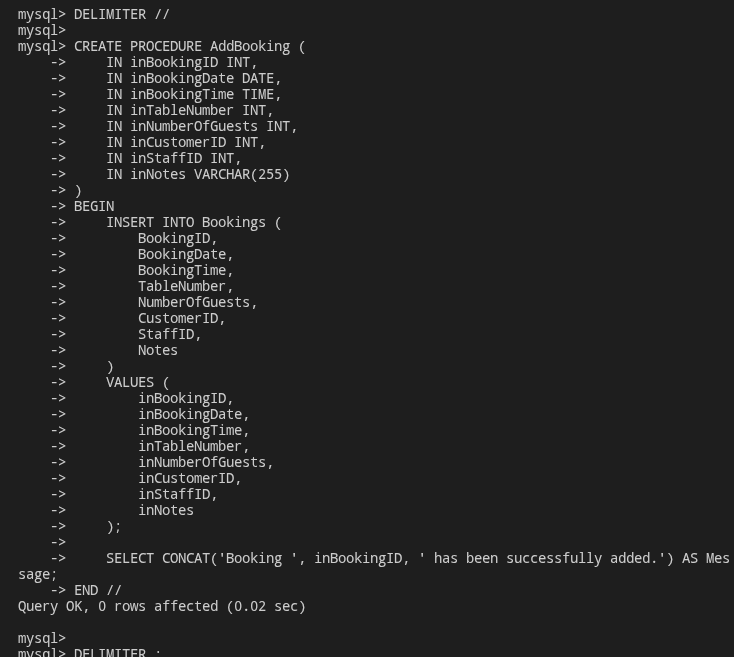 mysql> DELIMITER //
mysql>
mysql> CREATE PROCEDURE AddBooking (
    ->     IN inBookingID INT,
    ->     IN inBookingDate DATE,
    ->     IN inBookingTime TIME,
    ->     IN inTableNumber INT,
    ->     IN inNumberOfGuests INT,
    ->     IN inCustomerID INT,
    ->     IN inStaffID INT,
    ->     IN inNotes VARCHAR(255)
    -> )
    -> BEGIN
    ->     INSERT INTO Bookings (
    ->         BookingID,
    ->         BookingDate,
    ->         BookingTime,
    ->         TableNumber,
    ->         NumberOfGuests,
    ->         CustomerID,
    ->         StaffID,
    ->         Notes
    ->     )
    ->     VALUES (
    ->         inBookingID,
    ->         inBookingDate,
    ->         inBookingTime,
    ->         inTableNumber,
    ->         inNumberOfGuests,
    ->         inCustomerID,
    ->         inStaffID,
    ->         inNotes
    ->     );
    ->
    ->     SELECT CONCAT('Booking ', inBookingID, ' has been successfully added.') AS Mes
sage;
    -> END //
Query OK, 0 rows affected (0.02 sec)

mysql>
mysql> DELIMITER ;